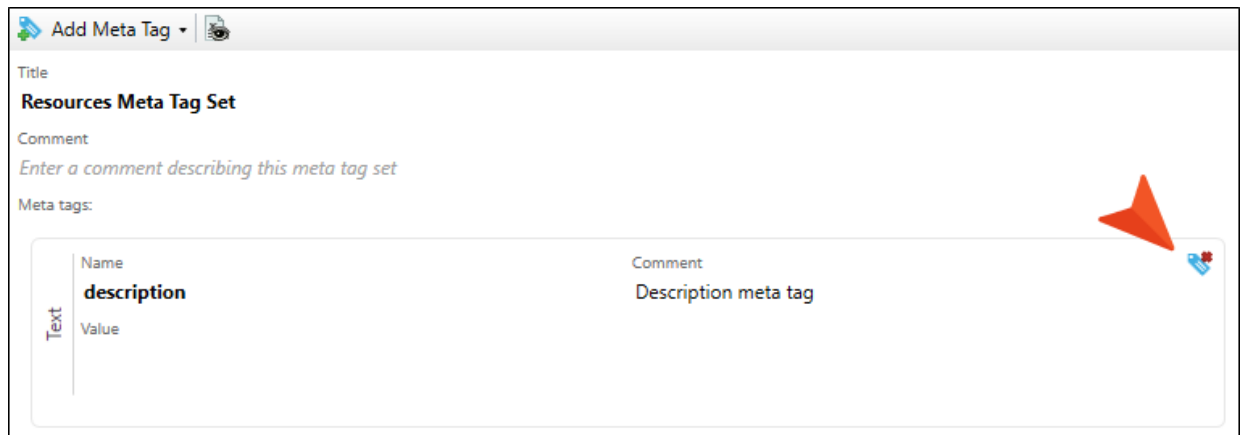 Add Meta Tag
Title
Resources Meta Tag Set
Comment
Enter a comment describing this meta tag set
Meta tags:
Text
Name
description
Value
Comment
Description meta tag